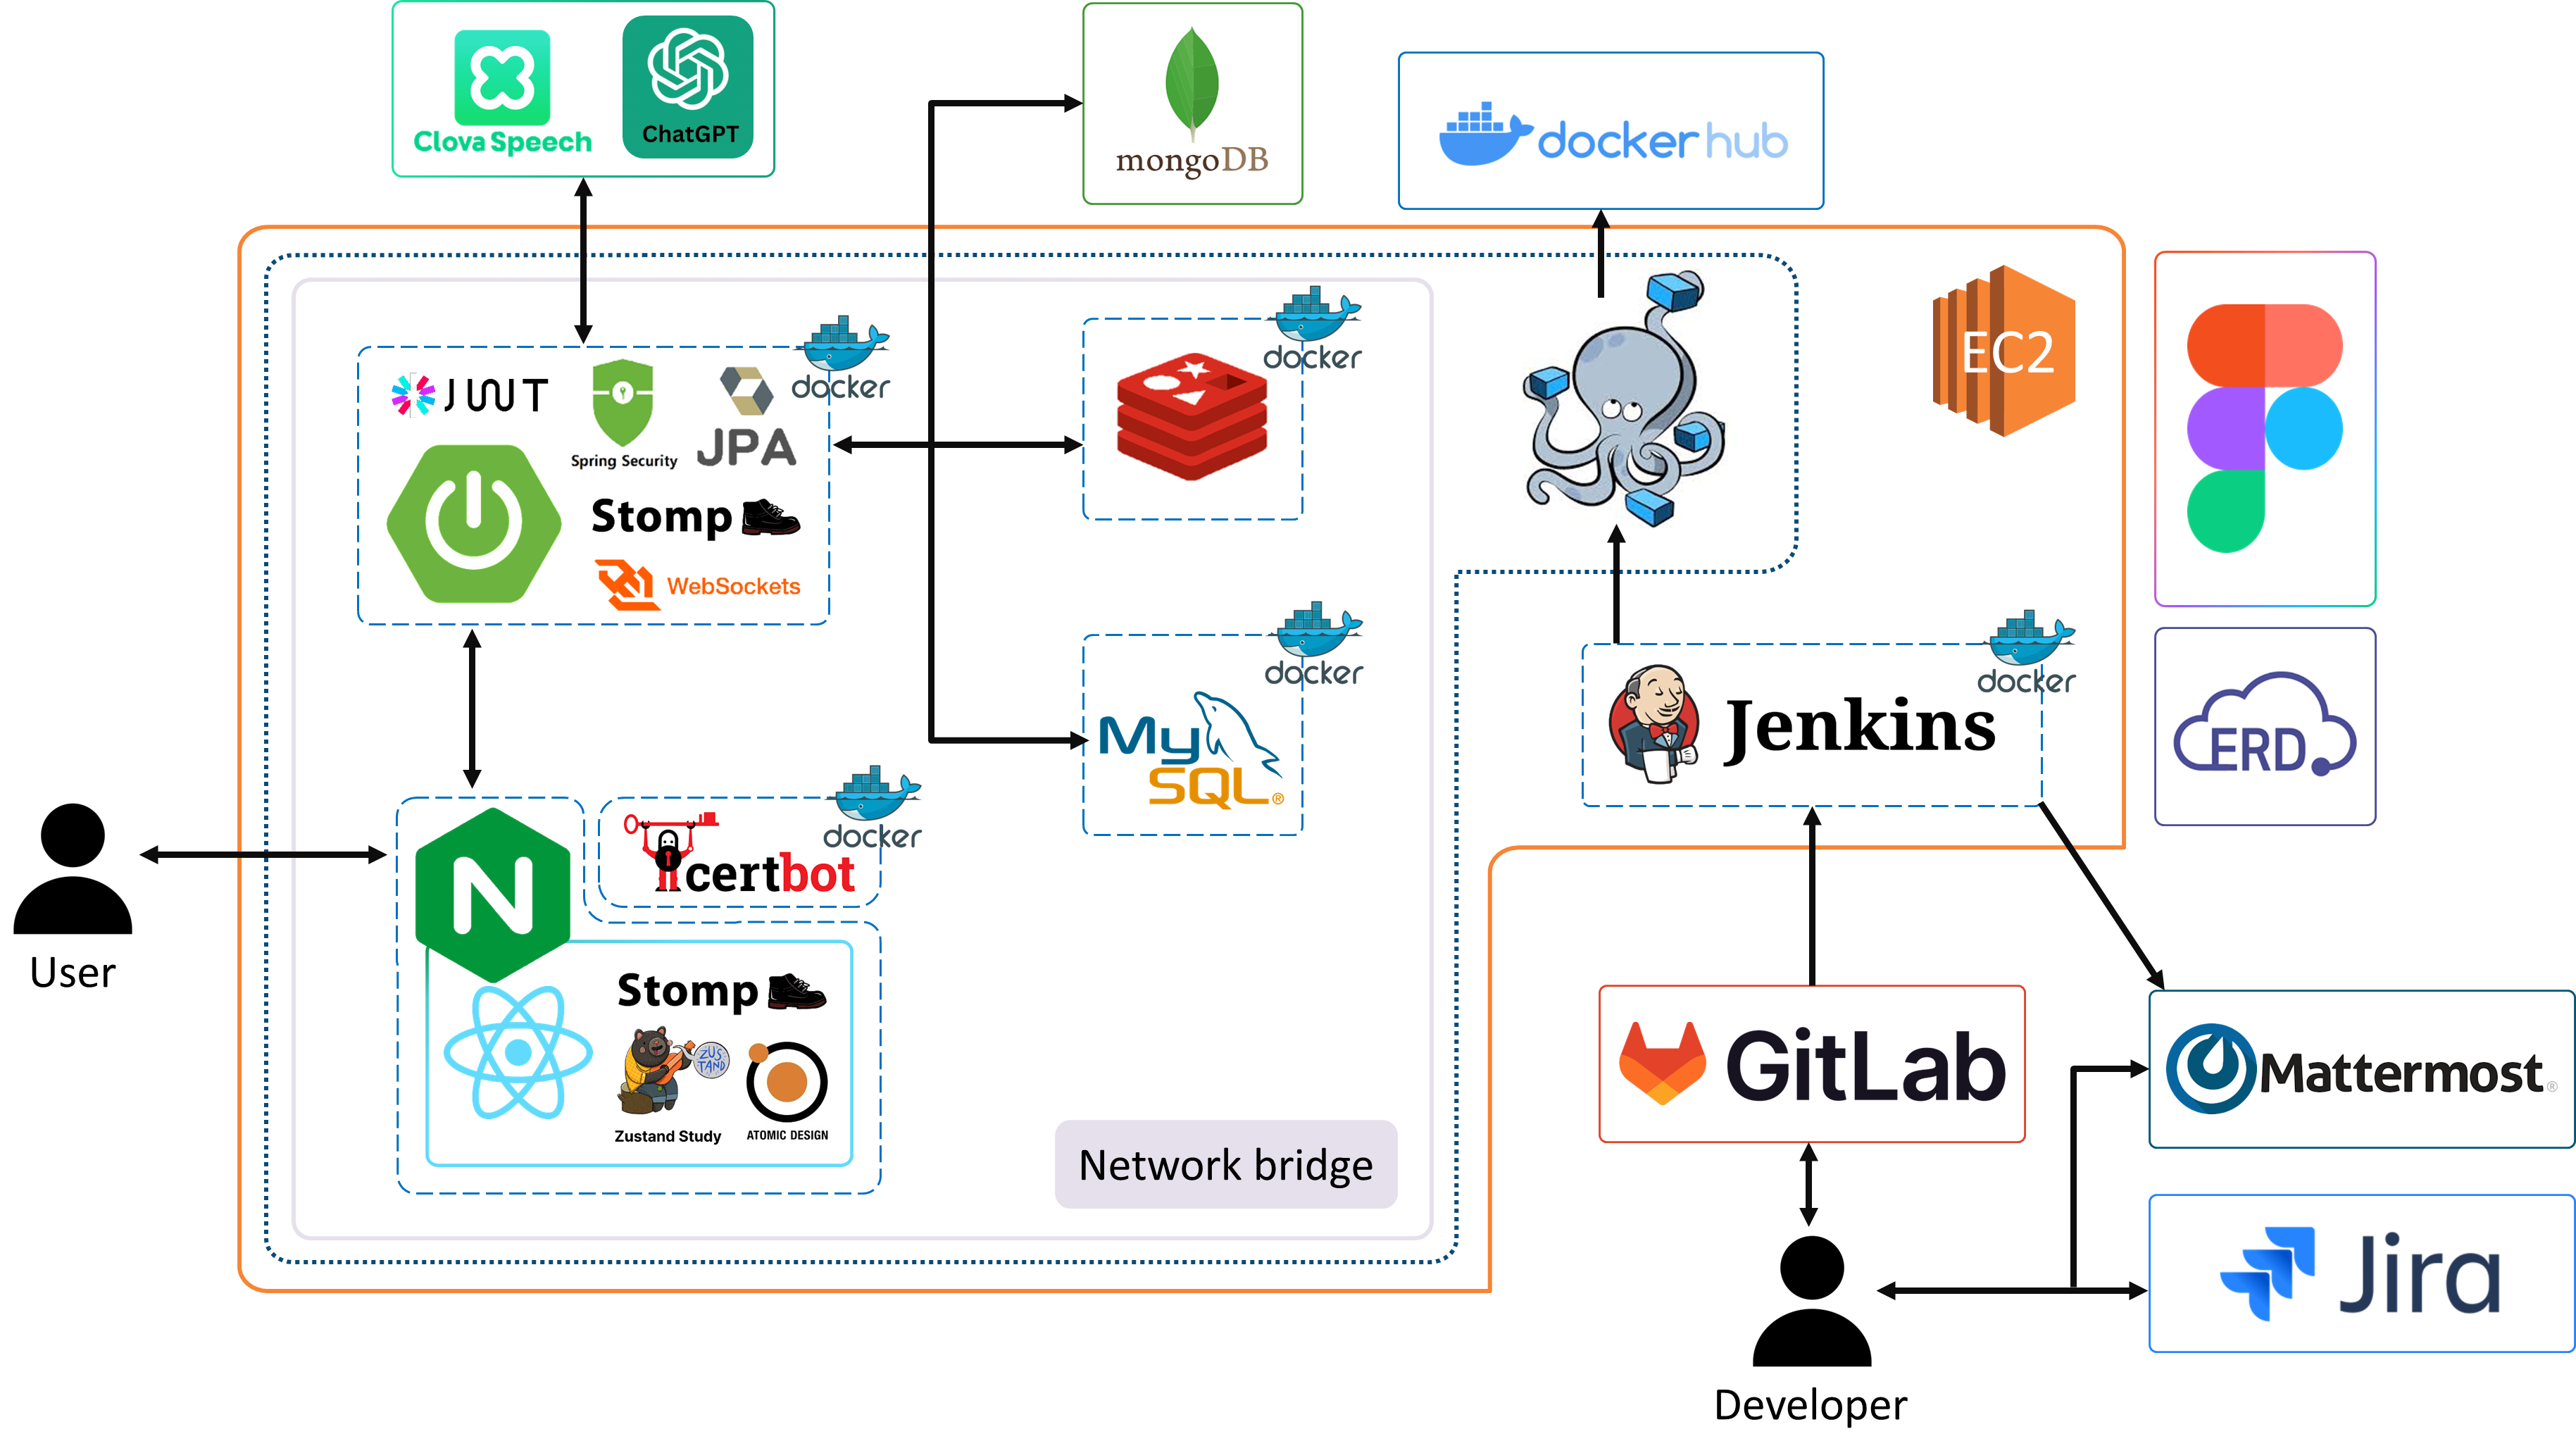 Clova Speech
ChatGPT
mongoDB
docker hub
EC2
JWT
Spring Security
JPA
docker
Stomp
WebSockets
docker
docker
MySQL®
docker
Jenkins
ERD
User
N
certbot
docker
Stomp
ZUSTAND
Zustand Study
ATOMIC DESIGN
Network bridge
GitLab
Mattermost®
Jira
Developer